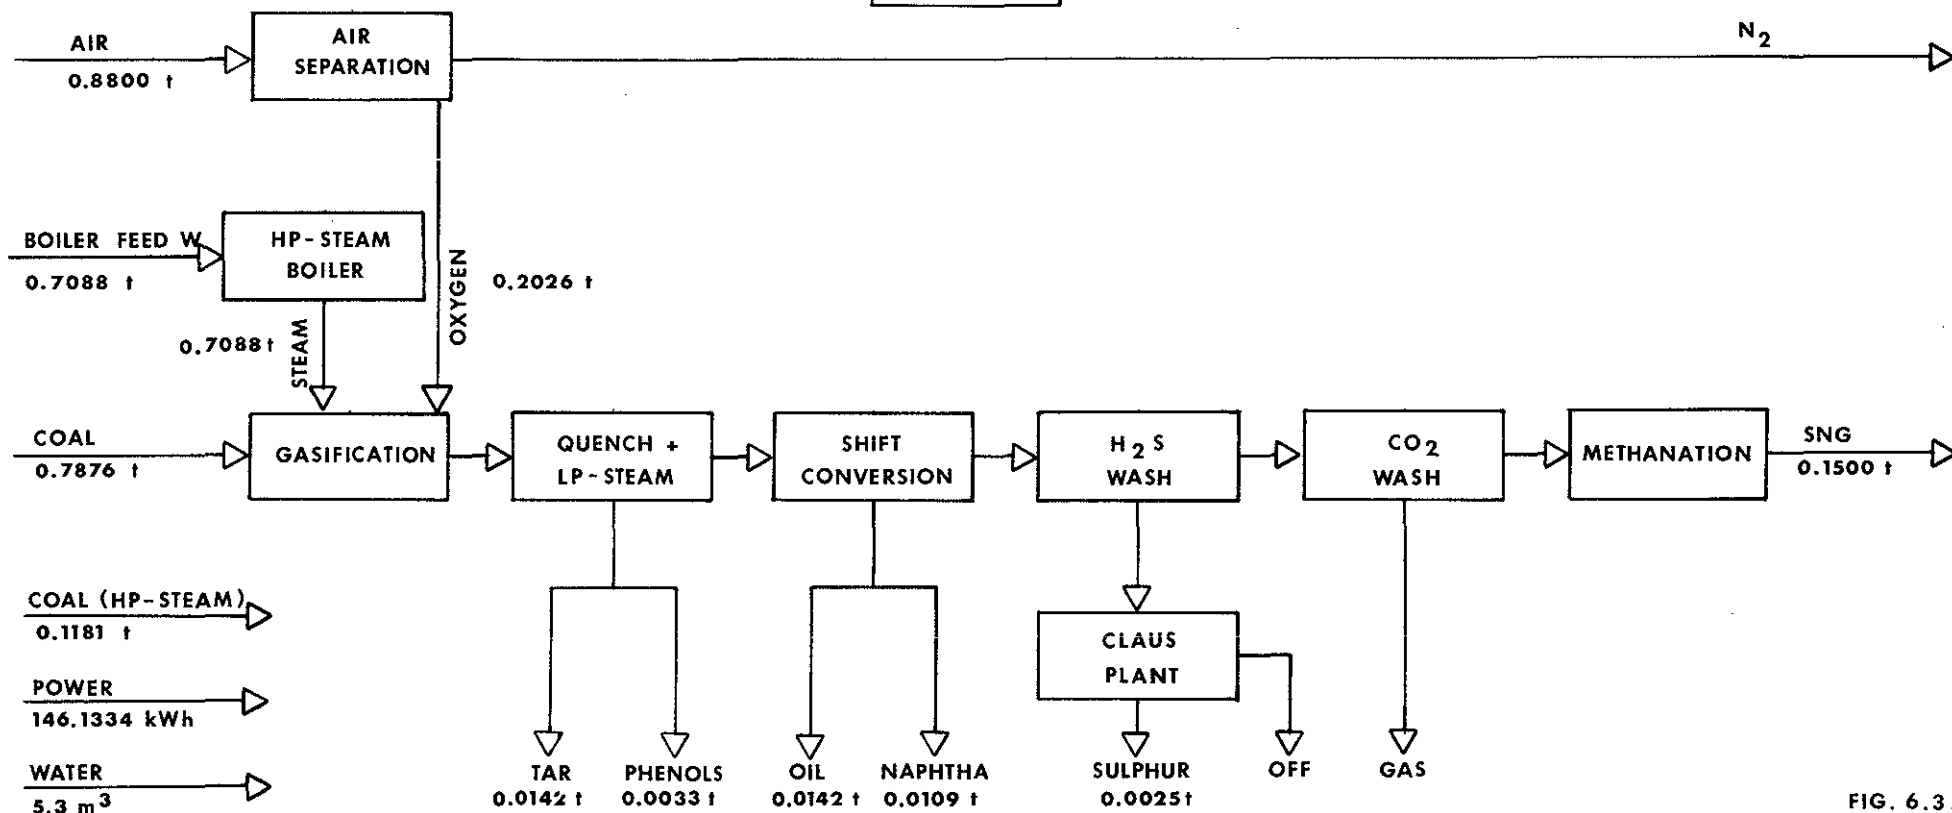 AIR
0.8800 t
AIR
SEPARATION
N2
BOILER FEED W
0.7088 t
HP-STEAM
BOILER
OXYGEN
0.2026 t
0.7088 t
STEAM
COAL
0.7876 t
GASIFICATION
QUENCH +
LP-STEAM
SHIFT
CONVERSION
H2S
WASH
CO2
WASH
METHANATION
SNG
0.1500 t
COAL (HP-STEAM)
0.1181 t
POWER
146.1334 kWh
WATER
5.3 m3
CLAUS
PLANT
TAR
0.0142 t
PHENOLS
0.0033 t
OIL
0.0142 t
NAPHTHA
0.0109 t
SULPHUR
0.0025 t
OFF
GAS
FIG. 6.3.